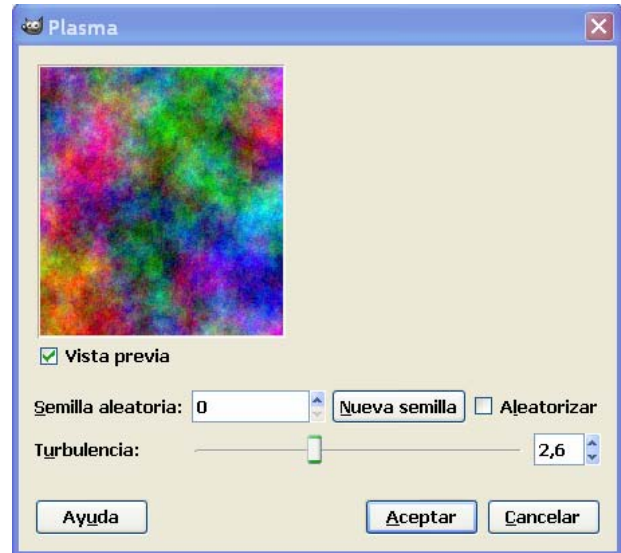 Plasma
Vista previa
Semilla aleatoria: 0 Nueva semilla Aleatorizar
Turbulencia: 2,6
Ayuda Aceptar Cancelar